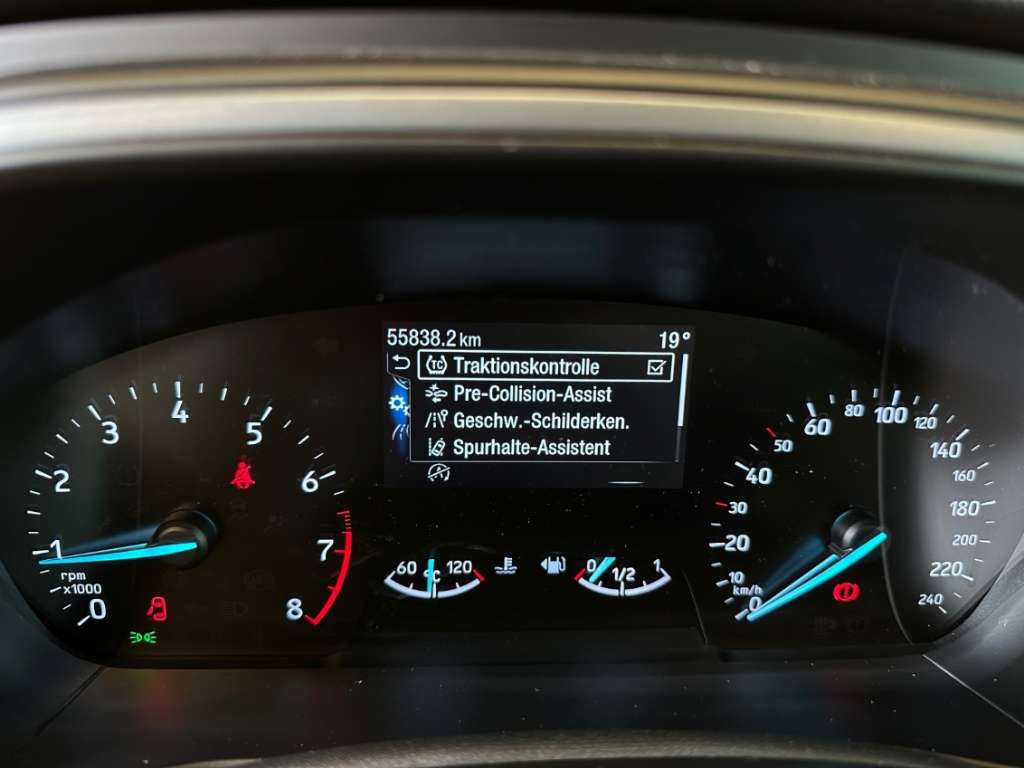 55838.2 km 19°
TC Traktionskontrolle
Pre-Collision-Assist
Geschw.-Schilderken.
Spurhalte-Assistent
0 1 2 3 4 5 6 7 8
rpm
x1000
60 °C 120
0 1/2 1
0 10 20 30 40 50 60 80 100 120 140 160 180 200 220 240
km/h